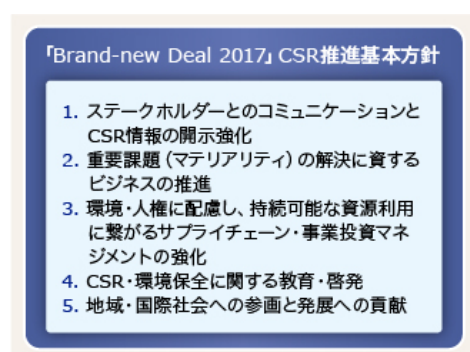 「Brand-new Deal 2017」 CSR推進基本方針
1. ステークホルダーとのコミュニケーションと
CSR情報の開示強化
2. 重要課題（マテリアリティ）の解決に資する
ビジネスの推進
3. 環境・人権に配慮し、持続可能な資源利用
に繋がるサプライチェーン・事業投資マネ
ジメントの強化
4. CSR・環境保全に関する教育・啓発
5. 地域・国際社会への参画と発展への貢献